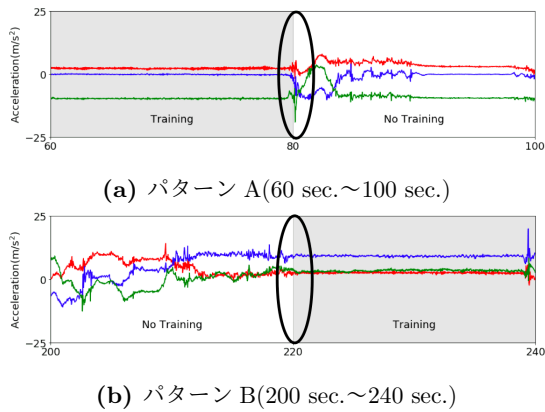 25
Acceleration(m/s²)
0
−25
Training
No Training
60
80
100
(a) パターン A(60 sec.〜100 sec.)
25
Acceleration(m/s²)
0
−25
No Training
Training
200
220
240
(b) パターン B(200 sec.〜240 sec.)